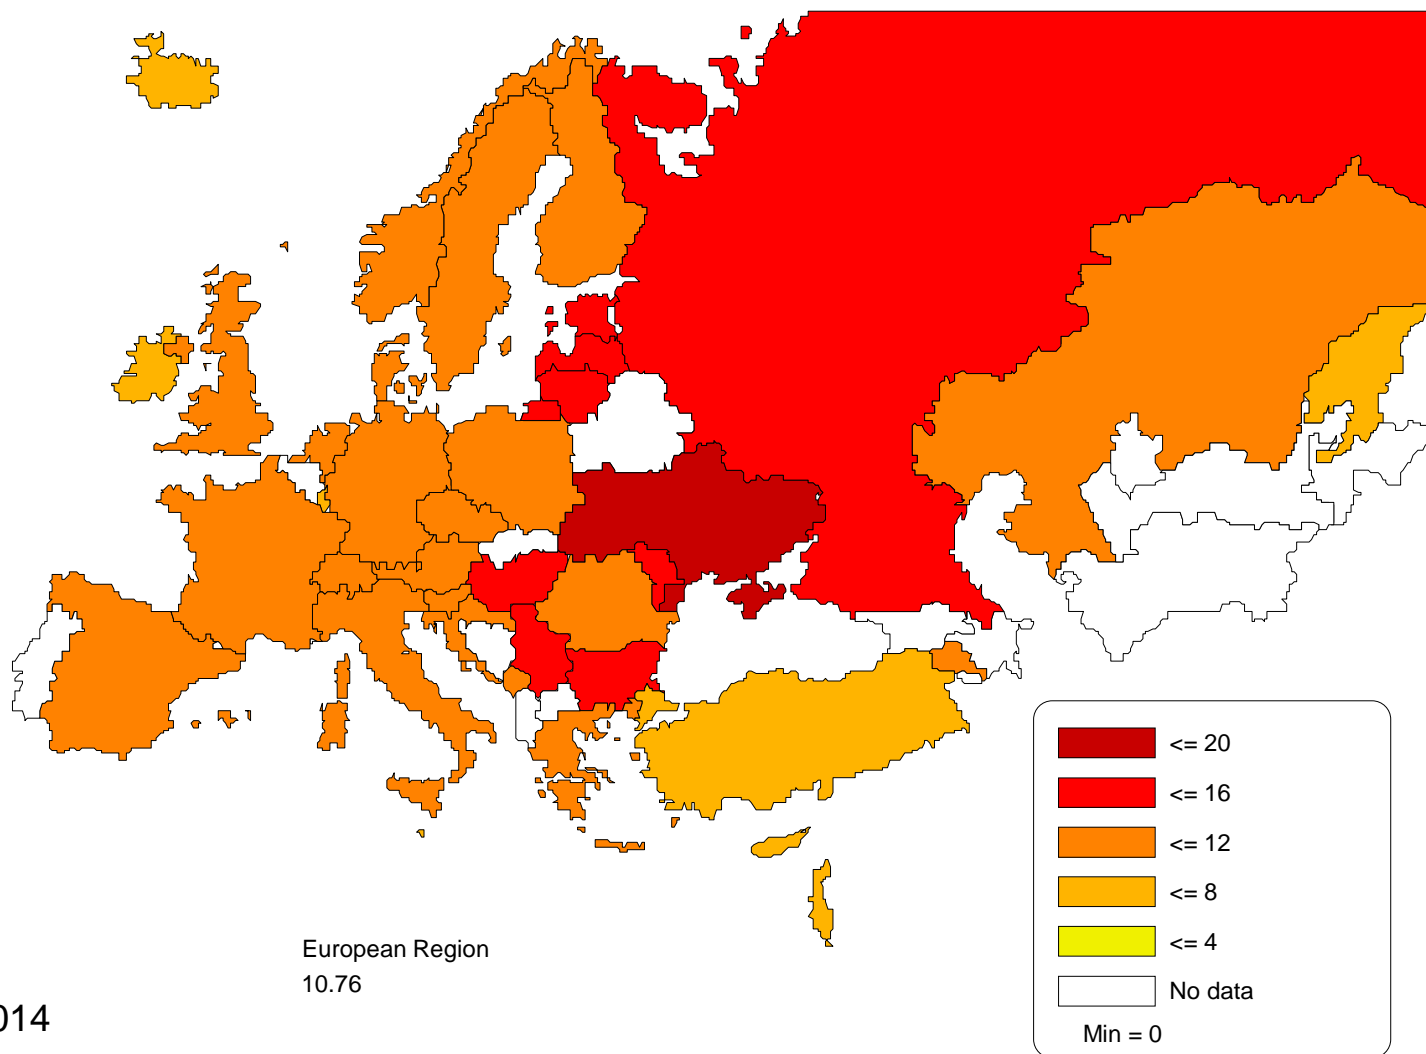 <= 20
<= 16
<= 12
<= 8
<= 4
No data
Min = 0
European Region
10.76
014